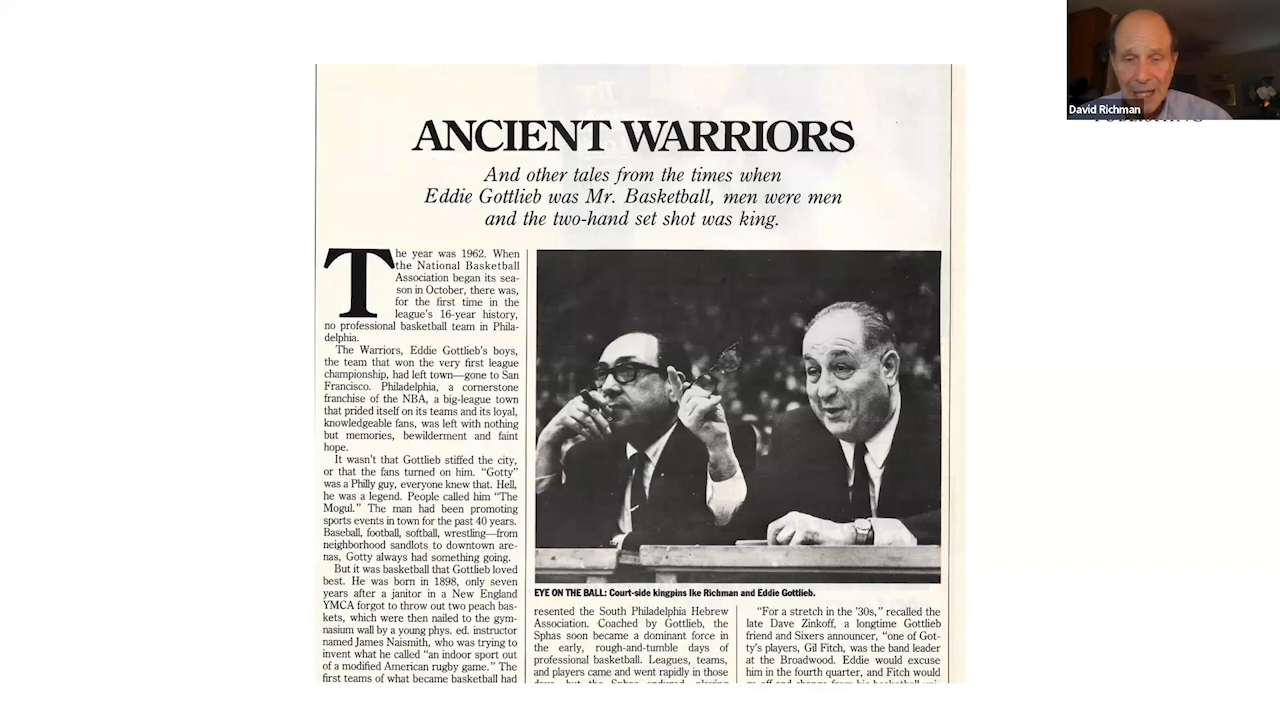 ANCIENT WARRIORS
And other tales from the times when
Eddie Gottlieb was Mr. Basketball, men were men
and the two-hand set shot was king.
The year was 1962. When
the National Basketball
Association began its sea-
son in October, there was,
for the first time in the
league's 16-year history,
no professional basketball team in Phila-
delphia.
The Warriors, Eddie Gottlieb's boys,
the team that won the very first league
championship, had left town—gone to San
Francisco. Philadelphia, a cornerstone
franchise of the NBA, a big-league town
that prided itself on its teams and its loyal,
knowledgeable fans, was left with nothing
but memories, bewilderment and faint
hope.
It wasn't that Gottlieb stiffed the city,
or that the fans turned on him. “Gotty”
was a Philly guy, everyone knew that. Hell,
he was a legend. People called him “The
Mogul.” The man had been promoting
sports events in town for the past 40 years.
Baseball, football, softball, wrestling—from
neighborhood sandlots to downtown are-
nas, Gotty always had something going.
But it was basketball that Gottlieb loved
best. He was born in 1898, only seven
years after a janitor in a New England
YMCA forgot to throw out two peach bas-
kets, which were then nailed to the gym-
nasium wall by a young phys. ed. instructor
named James Naismith, who was trying to
invent what he called “an indoor sport out
of a modified American rugby game.” The
first teams of what became basketball had
EYE ON THE BALL: Court-side kingpins Ike Richman and Eddie Gottlieb.
resented the South Philadelphia Hebrew
Association. Coached by Gottlieb, the
Sphas soon became a dominant force in
the early, rough-and-tumble days of
professional basketball. Leagues, teams,
and players came and went rapidly in those
“For a stretch in the '30s,” recalled the
late Dave Zinkoff, a longtime Gottlieb
friend and Sixers announcer, “one of Got-
ty's players, Gil Fitch, was the band leader
at the Broadwood. Eddie would excuse
him in the fourth quarter, and Fitch would
David Richman